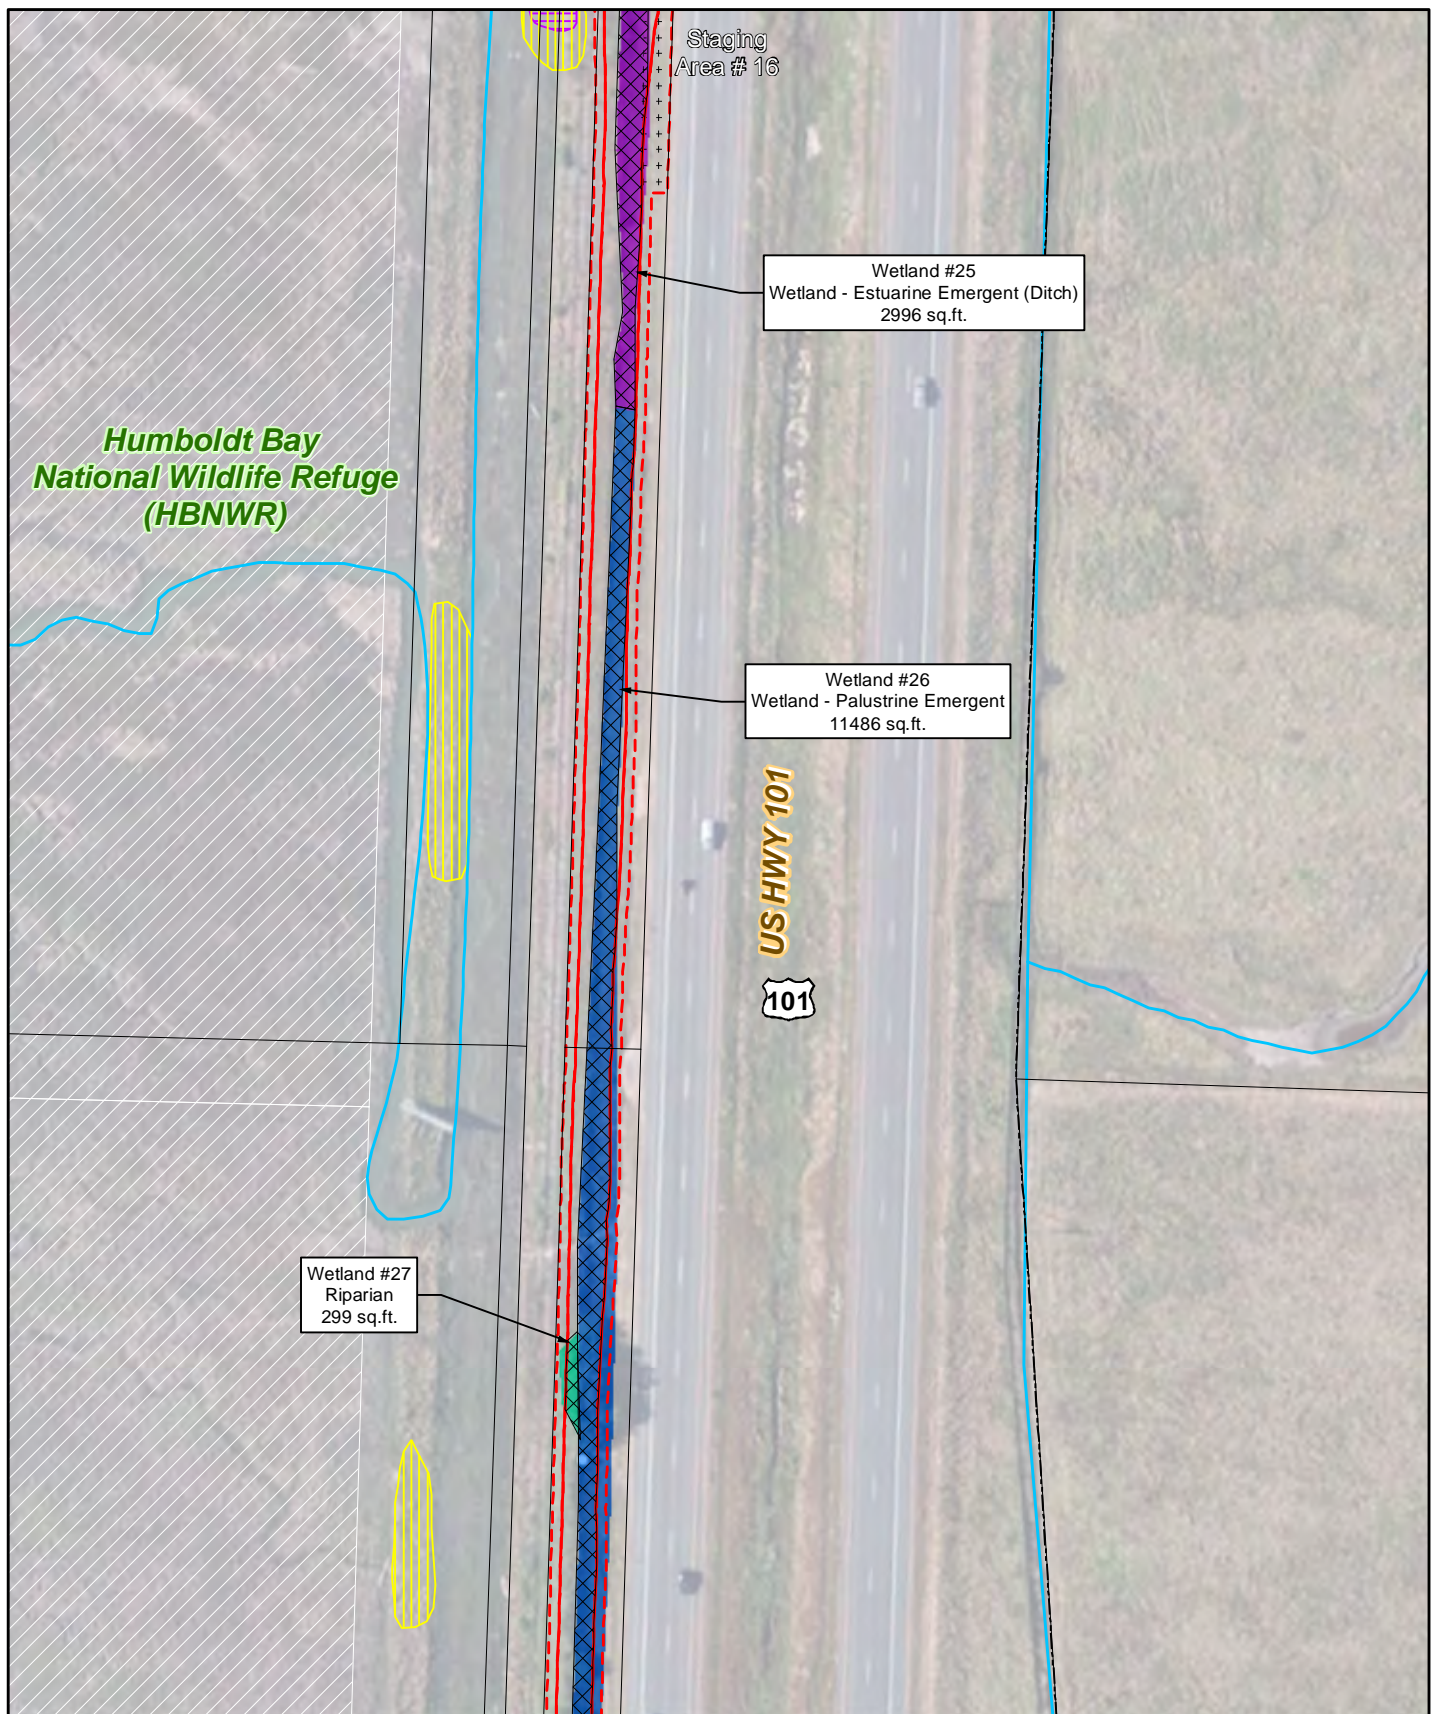 Staging
Area # 16
Wetland #25
Wetland - Estuarine Emergent (Ditch)
2996 sq.ft.
Humboldt Bay
National Wildlife Refuge
(HBNWR)
Wetland #26
Wetland - Palustrine Emergent
11486 sq.ft.
US HWY 101
101
Wetland #27
Riparian
299 sq.ft.